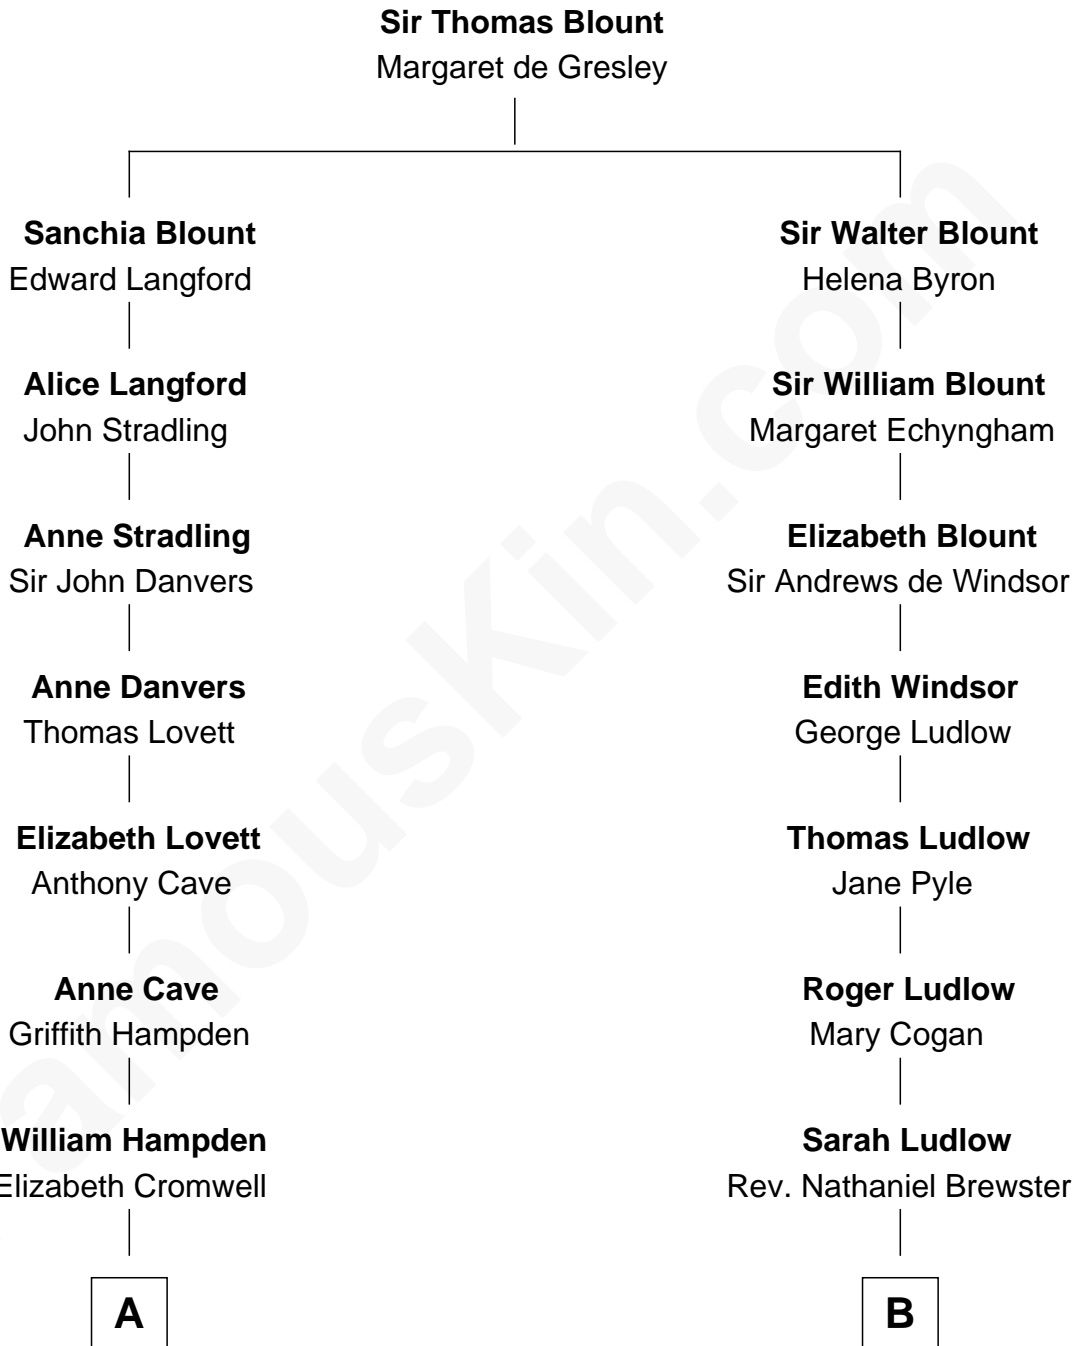 Sir Thomas Blount
Margaret de Gresley
Sanchia Blount
Edward Langford
Sir Walter Blount
Helena Byron
Alice Langford
John Stradling
Sir William Blount
Margaret Echyngham
Anne Stradling
Sir John Danvers
Elizabeth Blount
Sir Andrews de Windsor
Anne Danvers
Thomas Lovett
Edith Windsor
George Ludlow
Elizabeth Lovett
Anthony Cave
Thomas Ludlow
Jane Pyle
Anne Cave
Griffith Hampden
Roger Ludlow
Mary Cogan
William Hampden
Elizabeth Cromwell
Sarah Ludlow
Rev. Nathaniel Brewster
A
B
amouskin.com